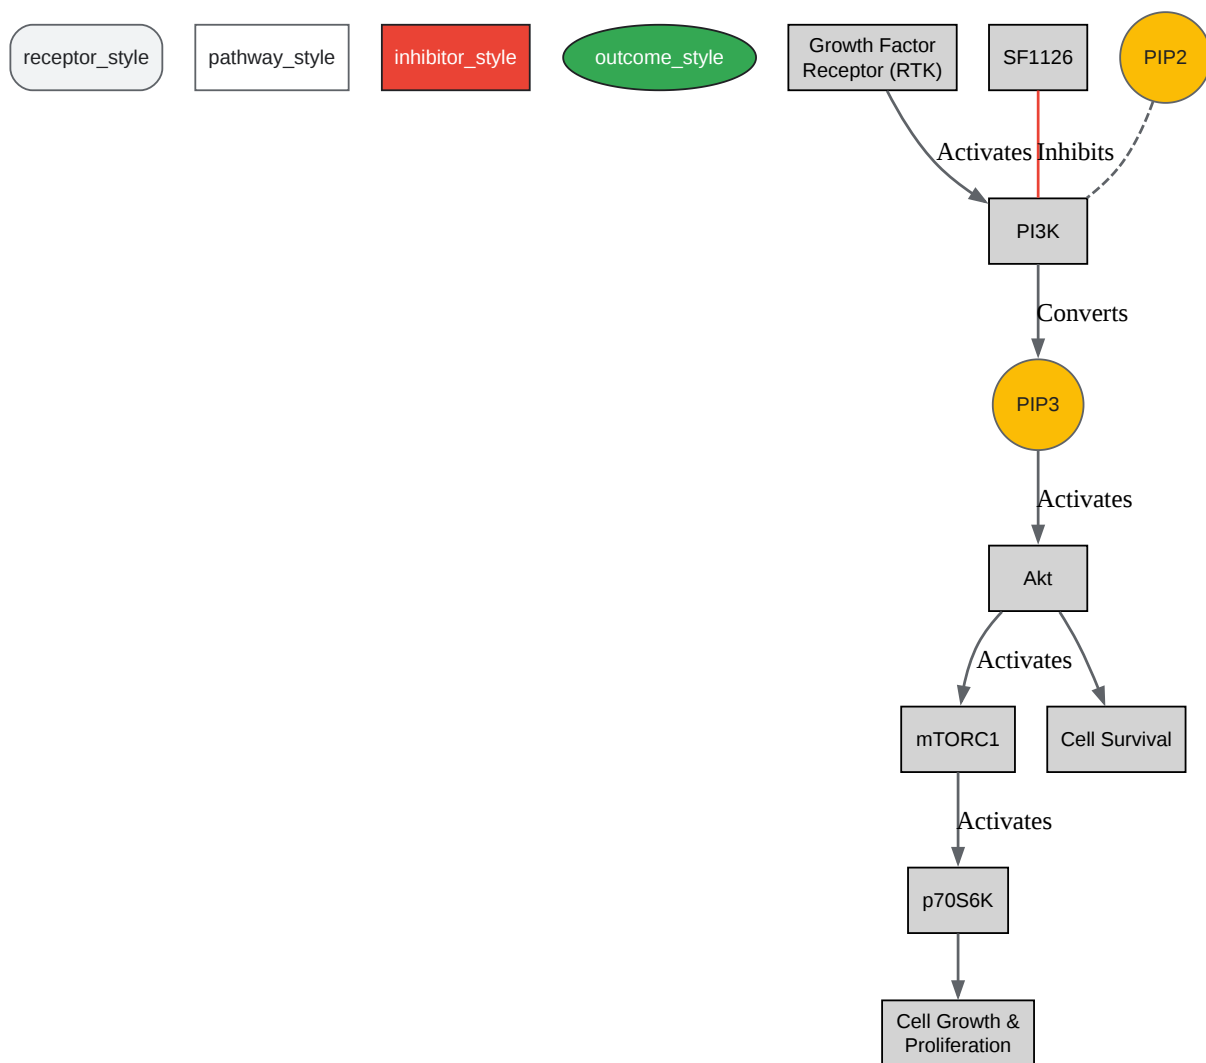 receptor_style
pathway_style
inhibitor_style
outcome_style
Growth Factor
Receptor (RTK)
SF1126
PIP2
Activates
Inhibits
PI3K
Converts
PIP3
Activates
Akt
Activates
mTORC1
Cell Survival
Activates
p70S6K
Cell Growth &
Proliferation